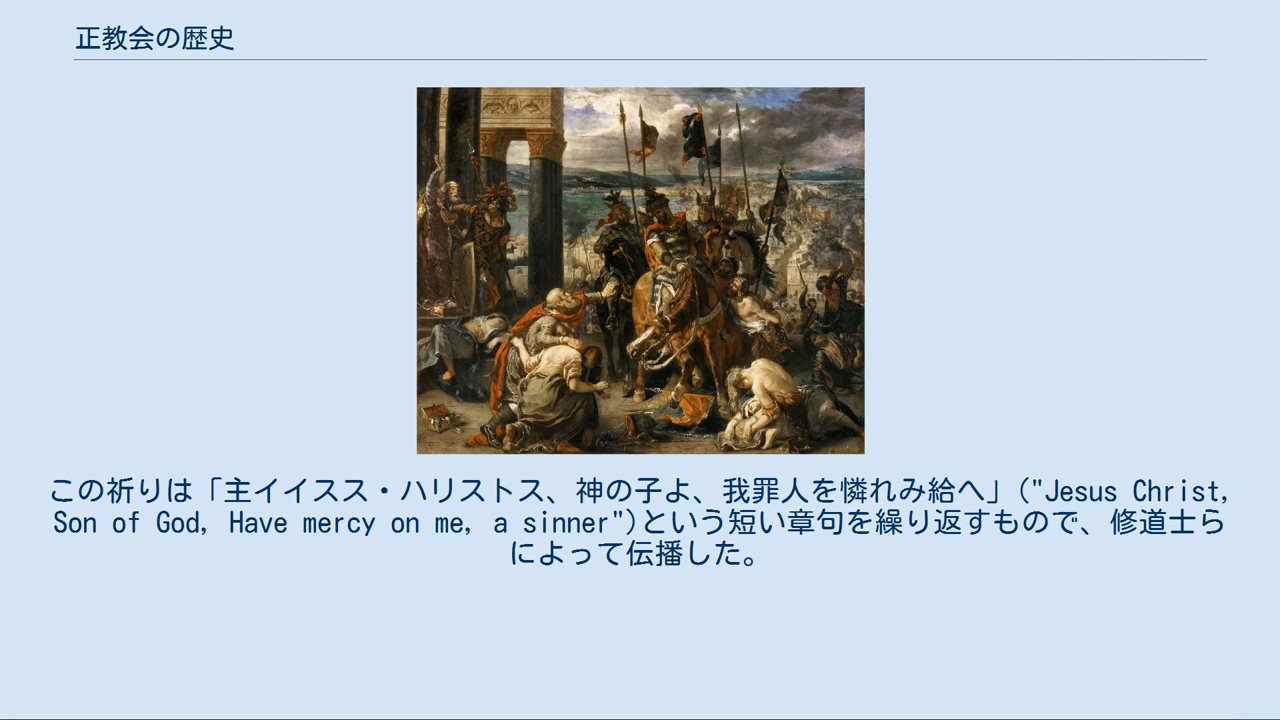 正教会の歴史
この祈りは「主イイスス・ハリストス、神の子よ、我罪人を憐れみ給へ」("Jesus Christ,
Son of God, Have mercy on me, a sinner")という短い章句を繰り返すもので、修道士ら
によって伝播した。